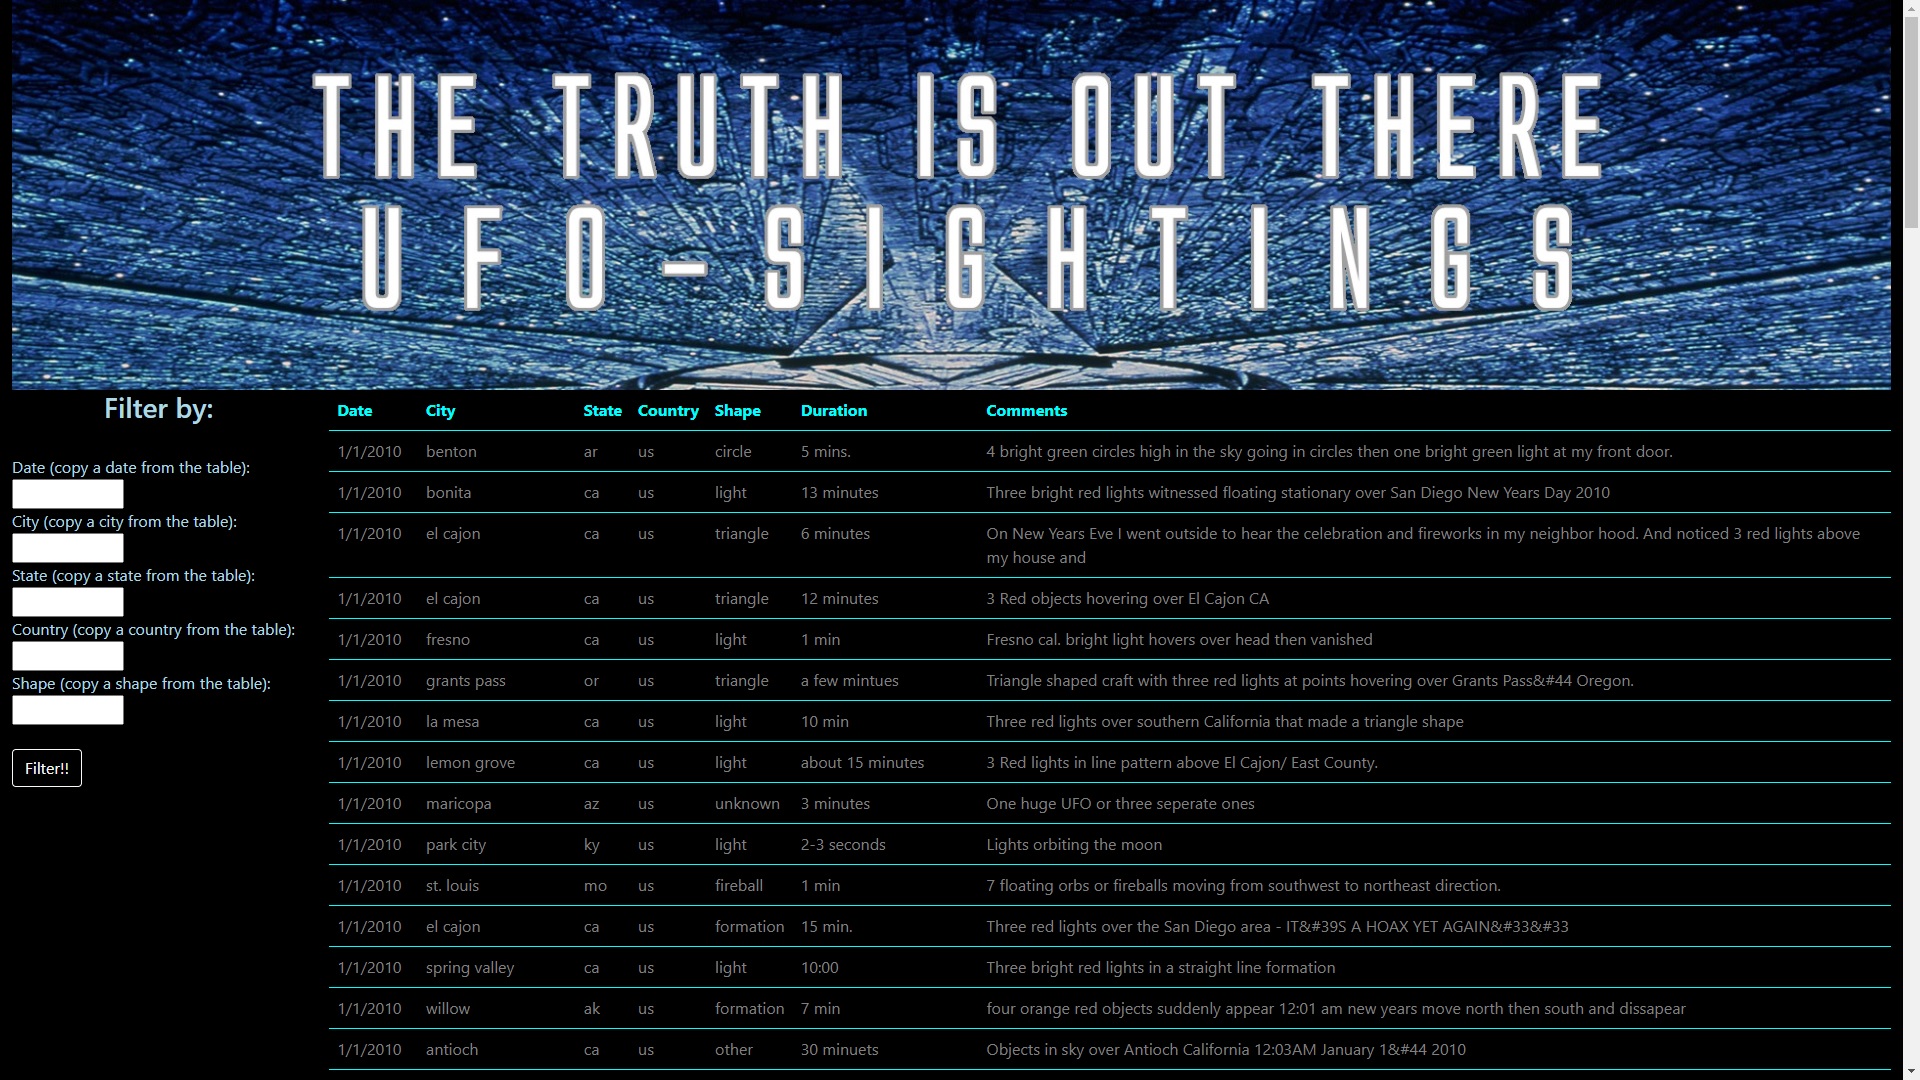 THE TRUTH IS OUT THERE
UFO-SIGHTINGS
Filter by:
Date (copy a date from the table):
City (copy a city from the table):
State (copy a state from the table):
Country (copy a country from the table):
Shape (copy a shape from the table):
Filter!!
Date City State Country Shape Duration Comments
1/1/2010 benton ar us circle 5 mins. 4 bright green circles high in the sky going in circles then one bright green light at my front door.
1/1/2010 bonita ca us light 13 minutes Three bright red lights witnessed floating stationary over San Diego New Years Day 2010
1/1/2010 el cajon ca us triangle 6 minutes On New Years Eve I went outside to hear the celebration and fireworks in my neighbor hood. And noticed 3 red lights above
my house and
1/1/2010 el cajon ca us triangle 12 minutes 3 Red objects hovering over El Cajon CA
1/1/2010 fresno ca us light 1 min Fresno cal. bright light hovers over head then vanished
1/1/2010 grants pass or us triangle a few mintues Triangle shaped craft with three red lights at points hovering over Grants Pass&#44 Oregon.
1/1/2010 la mesa ca us light 10 min Three red lights over southern California that made a triangle shape
1/1/2010 lemon grove ca us light about 15 minutes 3 Red lights in line pattern above El Cajon/ East County.
1/1/2010 maricopa az us unknown 3 minutes One huge UFO or three seperate ones
1/1/2010 park city ky us light 2-3 seconds Lights orbiting the moon
1/1/2010 st. louis mo us fireball 1 min 7 floating orbs or fireballs moving from southwest to northeast direction.
1/1/2010 el cajon ca us formation 15 min. Three red lights over the San Diego area - IT&#39S A HOAX YET AGAIN&#33&#33
1/1/2010 spring valley ca us light 10:00 Three bright red lights in a straight line formation
1/1/2010 willow ak us formation 7 min four orange red objects suddenly appear 12:01 am new years move north then south and dissapear
1/1/2010 antioch ca us other 30 minuets Objects in sky over Antioch California 12:03AM January 1&#44 2010